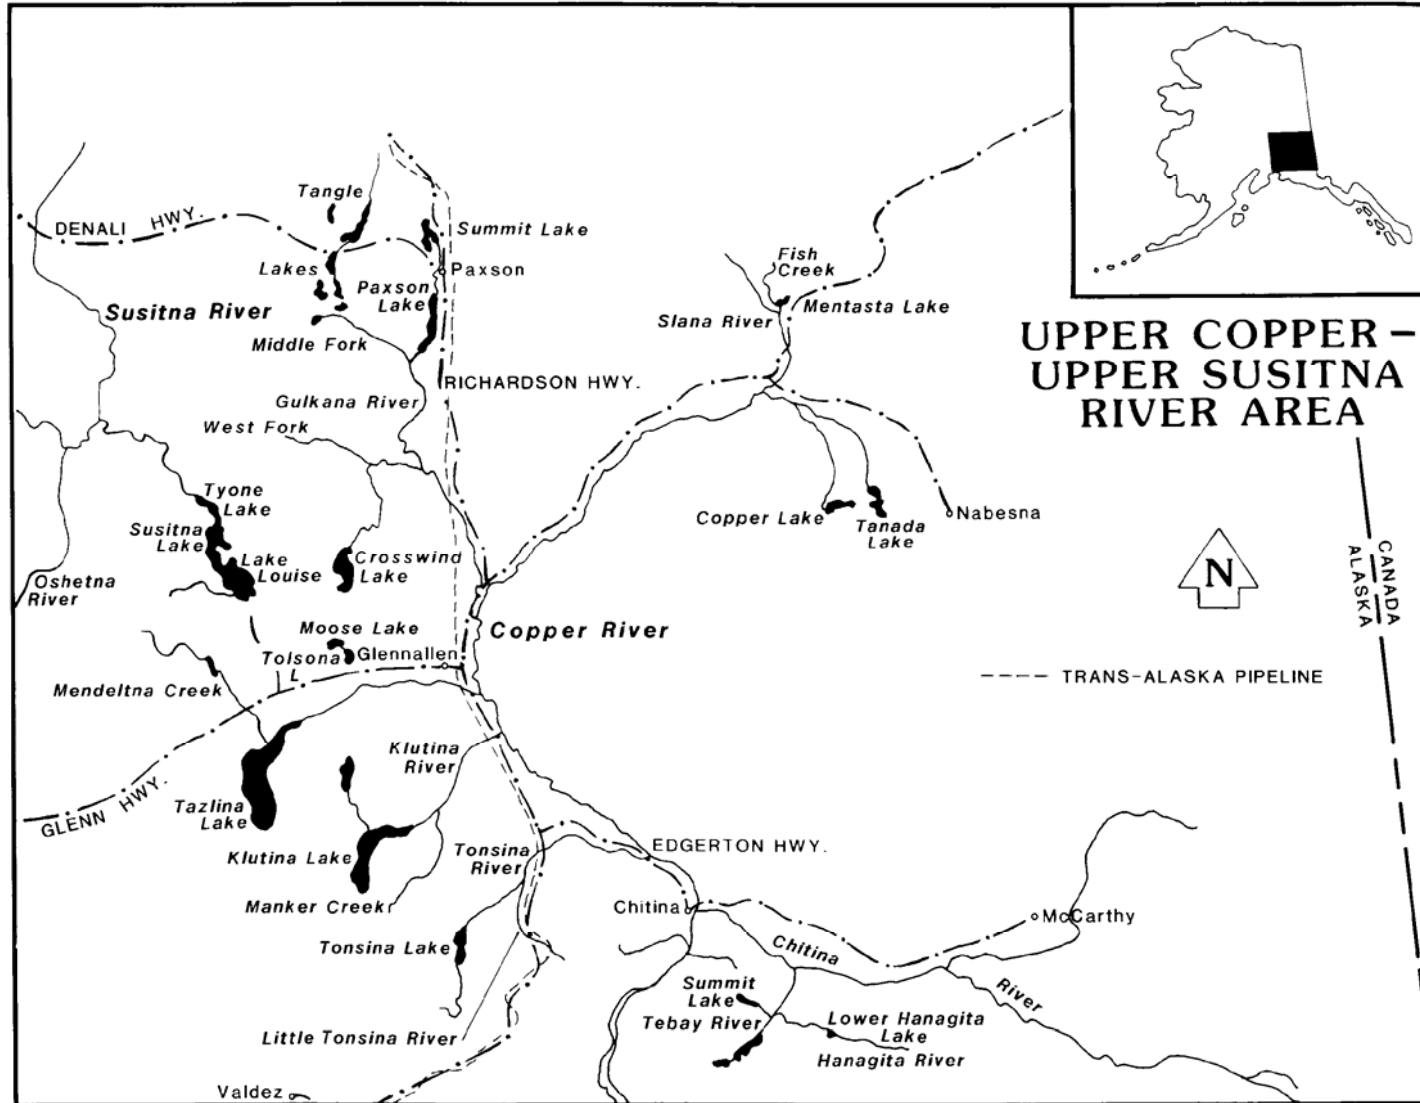 Tangle
DENALI HWY.
Summit Lake
Lakes
Paxson
Paxson
Lake
Susitna River
Middle Fork
Fish
Creek
Mentasta Lake
Slana River
UPPER COPPER –
UPPER SUSITNA
RIVER AREA
RICHARDSON HWY.
Gulkana River
West Fork
Tyone
Lake
Susitna
Lake
Lake
Louise
Crosswind
Lake
Copper Lake
Tanada
Lake
Nabesna
N
CANADA
ALASKA
Oshetna
River
Moose Lake
Copper River
Tolsona
L
Glennallen
Mendeltna Creek
TRANS-ALASKA PIPELINE
Klutina
River
GLENN HWY.
Tazlina
Lake
Klutina Lake
Tonsina
River
EDGERTON HWY.
Manker Creek
Chitina
McCarthy
Tonsina Lake
Chitina
River
Summit
Lake
Tebay River
Lower Hanagita
Lake
Hanagita River
Little Tonsina River
Valdez